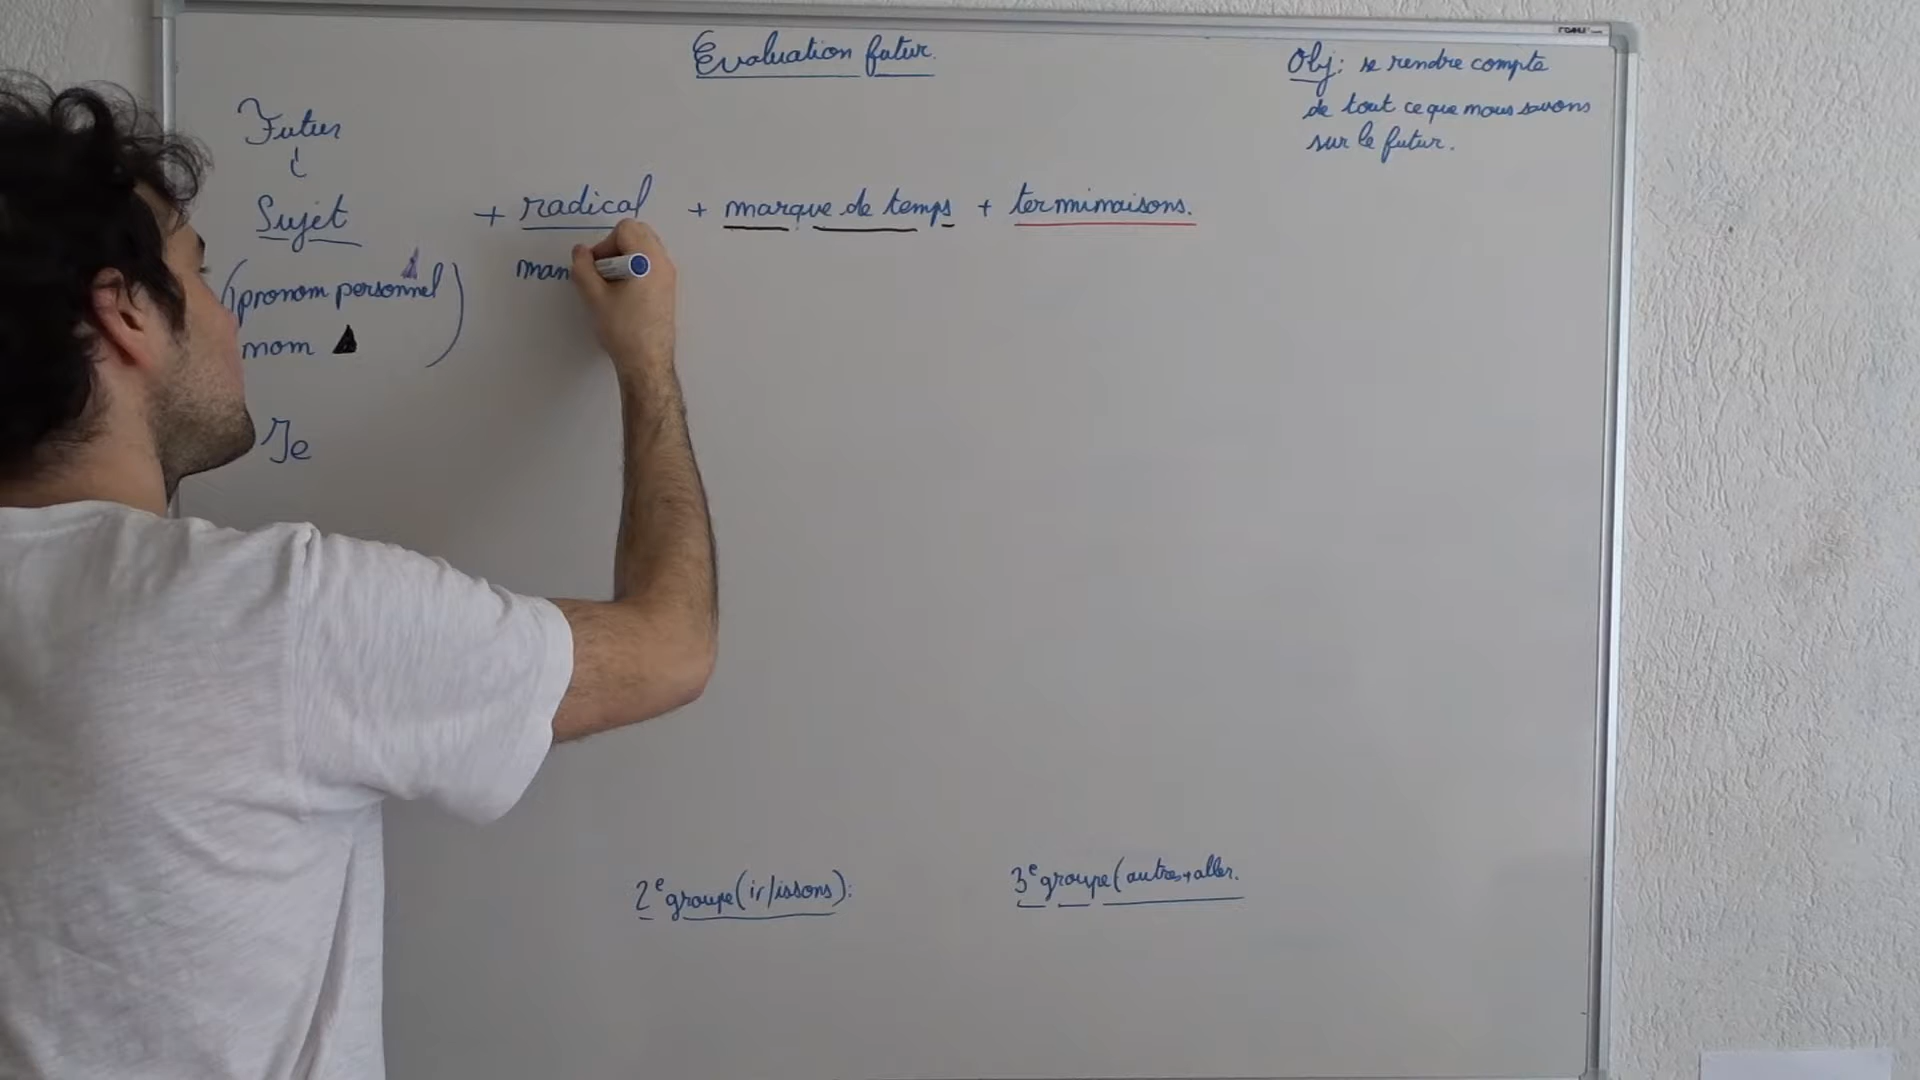 Evaluation futur.
Obj: se rendre compte
de tout ce que nous savons
sur le futur.
Futur
Sujet + radical + marque de temps + terminaisons.
(pronom personnel
nom )
man
Je
2e groupe (ir/issons):
3e groupe (autres+aller.